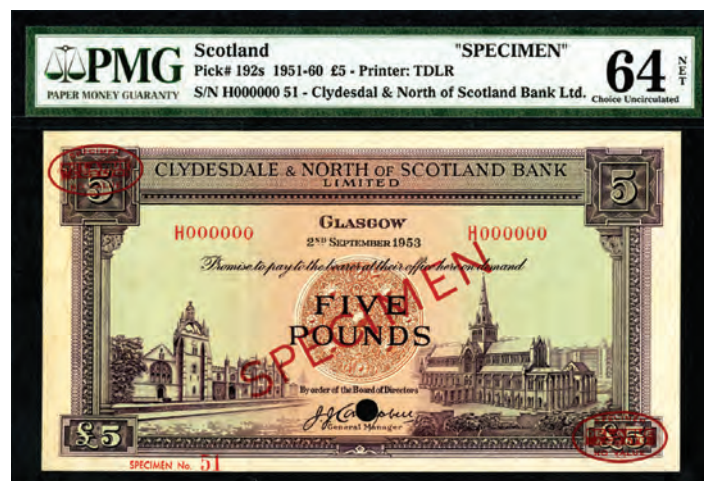 PMG
PAPER MONEY GUARANTY
Scotland "SPECIMEN"
Pick# 192s 1951-60 £5 - Printer: TDLR
S/N H000000 51 - Clydesdal & North of Scotland Bank Ltd.
64 NET
Choice Uncirculated
5 CLYDESDALE & NORTH OF SCOTLAND BANK 5
LIMITED
GLASGOW
H000000 H000000
2ND SEPTEMBER 1953
Promise to pay to the bearer at their office here on demand
FIVE
POUNDS
SPECIMEN
By order of the Board of Directors
General Manager
£5 £5
NO VALUE
SPECIMEN No. 51